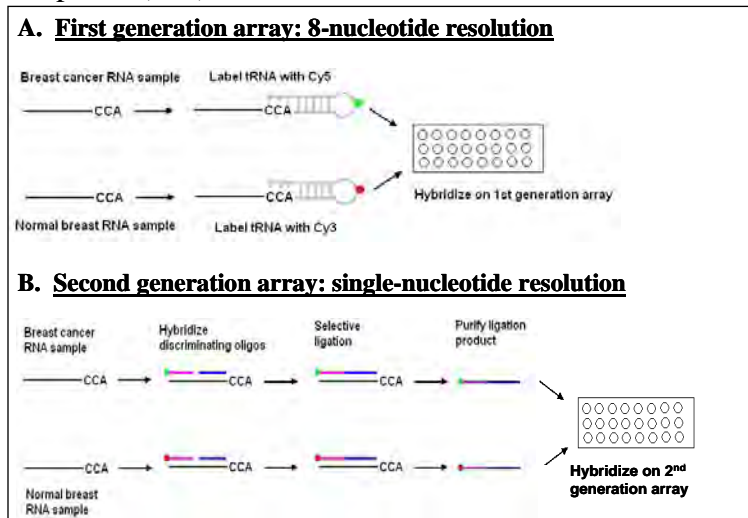 A. First generation array: 8-nucleotide resolution
Breast cancer RNA sample
Label tRNA with Cy5
CCA
CCA
Hybridize on 1st generation array
CCA
CCA
Normal breast RNA sample
Label tRNA with Cy3
B. Second generation array: single-nucleotide resolution
Breast cancer
RNA sample
Hybridize
discriminating oligos
Selective
ligation
Purify ligation
product
CCA
CCA
CCA
CCA
CCA
CCA
Normal breast
RNA sample
Hybridize on 2nd
generation array